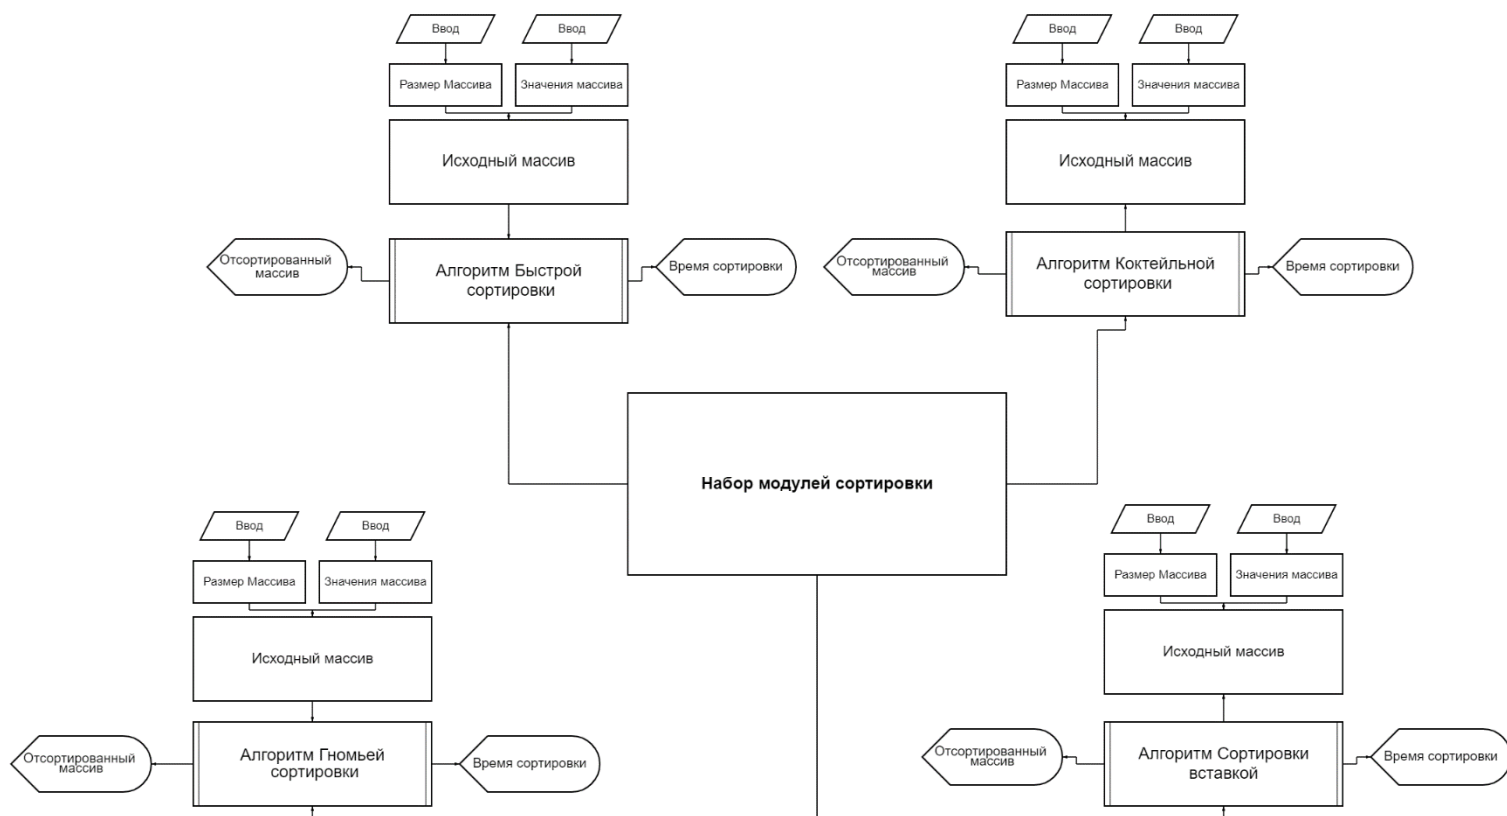 Ввод
Ввод
Размер Массива
Значения массива
Исходный массив
Отсортированный
массив
Алгоритм Быстрой
сортировки
Время сортировки
Ввод
Ввод
Размер Массива
Значения массива
Исходный массив
Отсортированный
массив
Алгоритм Коктейльной
сортировки
Время сортировки
Набор модулей сортировки
Ввод
Ввод
Размер Массива
Значения массива
Исходный массив
Отсортированный
массив
Алгоритм Гномьей
сортировки
Время сортировки
Ввод
Ввод
Размер Массива
Значения массива
Исходный массив
Отсортированный
массив
Алгоритм Сортировки
вставкой
Время сортировки